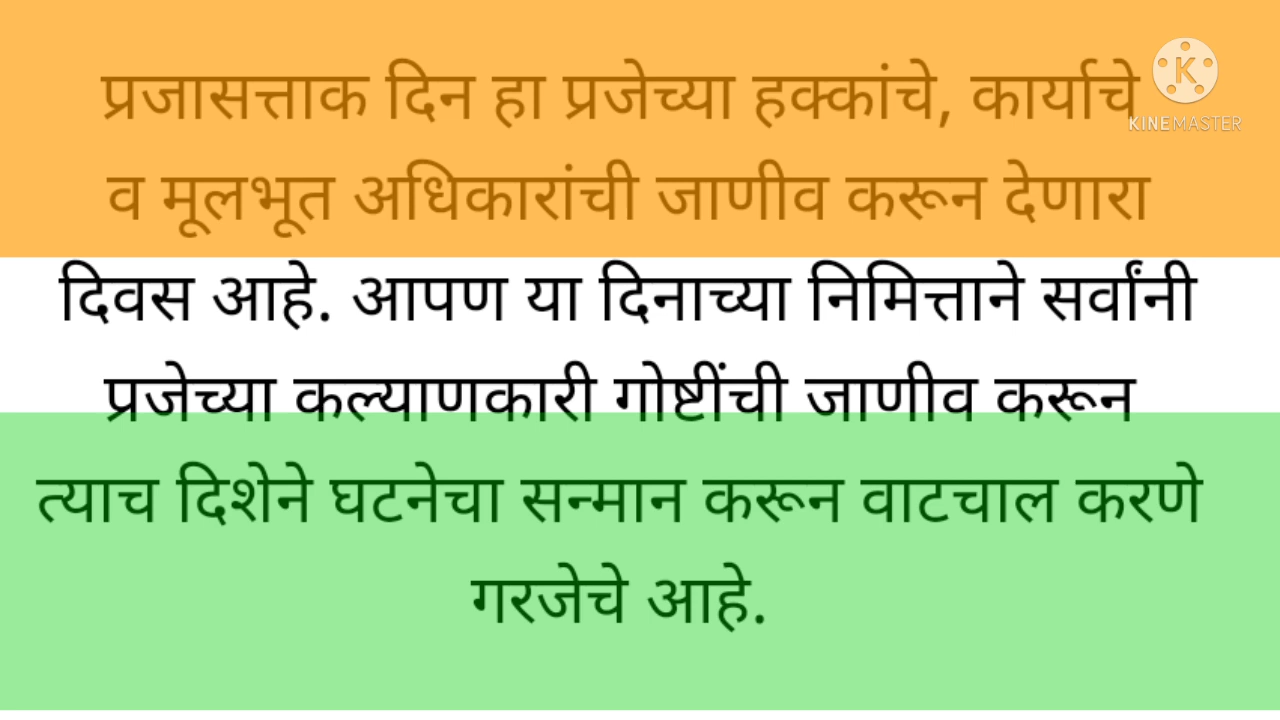 प्रजासत्ताक दिन हा प्रजेच्या हक्कांचे, कार्याचे
व मूलभूत अधिकारांची जाणीव करून देणारा
दिवस आहे. आपण या दिनाच्या निमित्ताने सर्वांनी
प्रजेच्या कल्याणकारी गोष्टींची जाणीव करून
त्याच दिशेने घटनेचा सन्मान करून वाटचाल करणे
गरजेचे आहे.
K
KINEMASTER